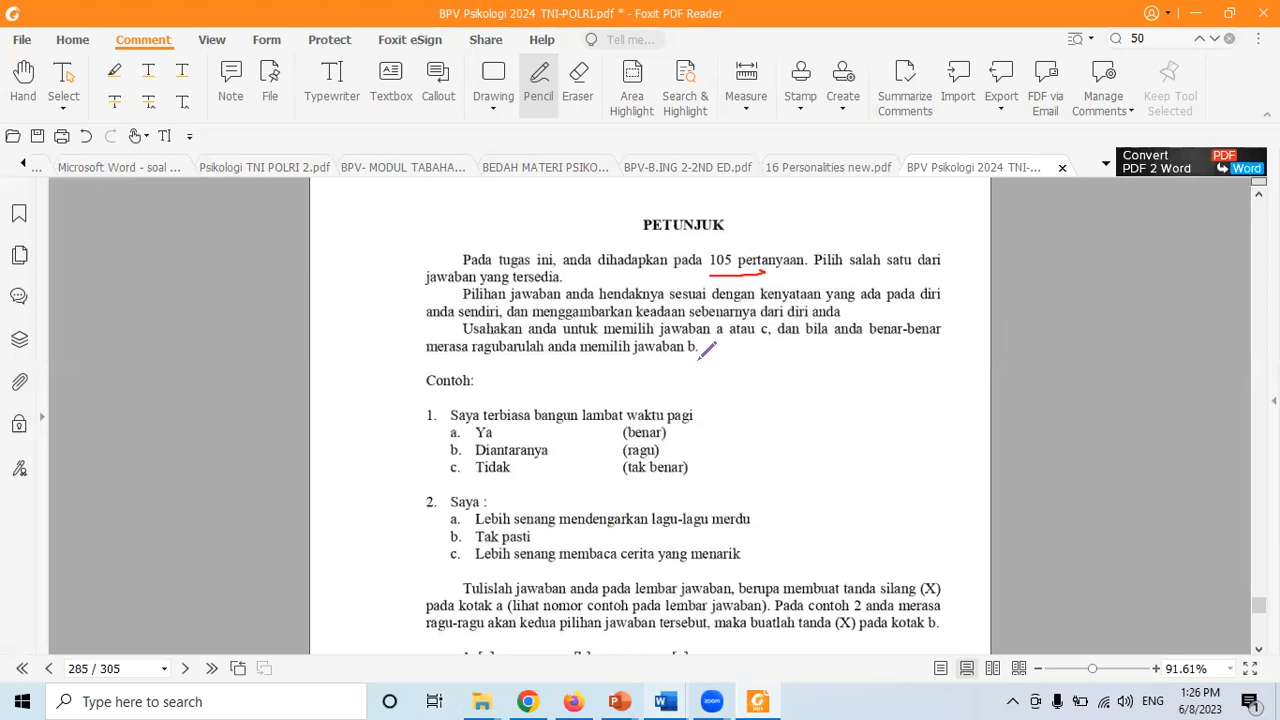 BPV Psikologi 2024 TNI-POLRI.pdf * - Foxit PDF Reader
File Home Comment View Form Protect Foxit eSign Share Help Tell me... 50
Hand Select Note File Typewriter Textbox Callout Drawing Pencil Eraser Area Highlight Search & Highlight Measure Stamp Create Summarize Comments Import Export FDF via Email Manage Comments Keep Tool Selected
... Microsoft Word - soal ... Psikologi TNI POLRI 2.pdf BPV- MODUL TABAHA... BEDAH MATERI PSIKO... BPV-B.ING 2-2ND ED.pdf 16 Personalities new.pdf BPV Psikologi 2024 TNI-...
Convert PDF
PDF 2 Word Word
PETUNJUK
Pada tugas ini, anda dihadapkan pada 105 pertanyaan. Pilih salah satu dari
jawaban yang tersedia.
Pilihan jawaban anda hendaknya sesuai dengan kenyataan yang ada pada diri
anda sendiri, dan menggambarkan keadaan sebenarnya dari diri anda
Usahakan anda untuk memilih jawaban a atau c, dan bila anda benar-benar
merasa ragubarulah anda memilih jawaban b.
Contoh:
1. Saya terbiasa bangun lambat waktu pagi
a. Ya (benar)
b. Diantaranya (ragu)
c. Tidak (tak benar)
2. Saya :
a. Lebih senang mendengarkan lagu-lagu merdu
b. Tak pasti
c. Lebih senang membaca cerita yang menarik
Tulislah jawaban anda pada lembar jawaban, berupa membuat tanda silang (X)
pada kotak a (lihat nomor contoh pada lembar jawaban). Pada contoh 2 anda merasa
ragu-ragu akan kedua pilihan jawaban tersebut, maka buatlah tanda (X) pada kotak b.
285 / 305 91.61%
Type here to search
1:26 PM
6/8/2023